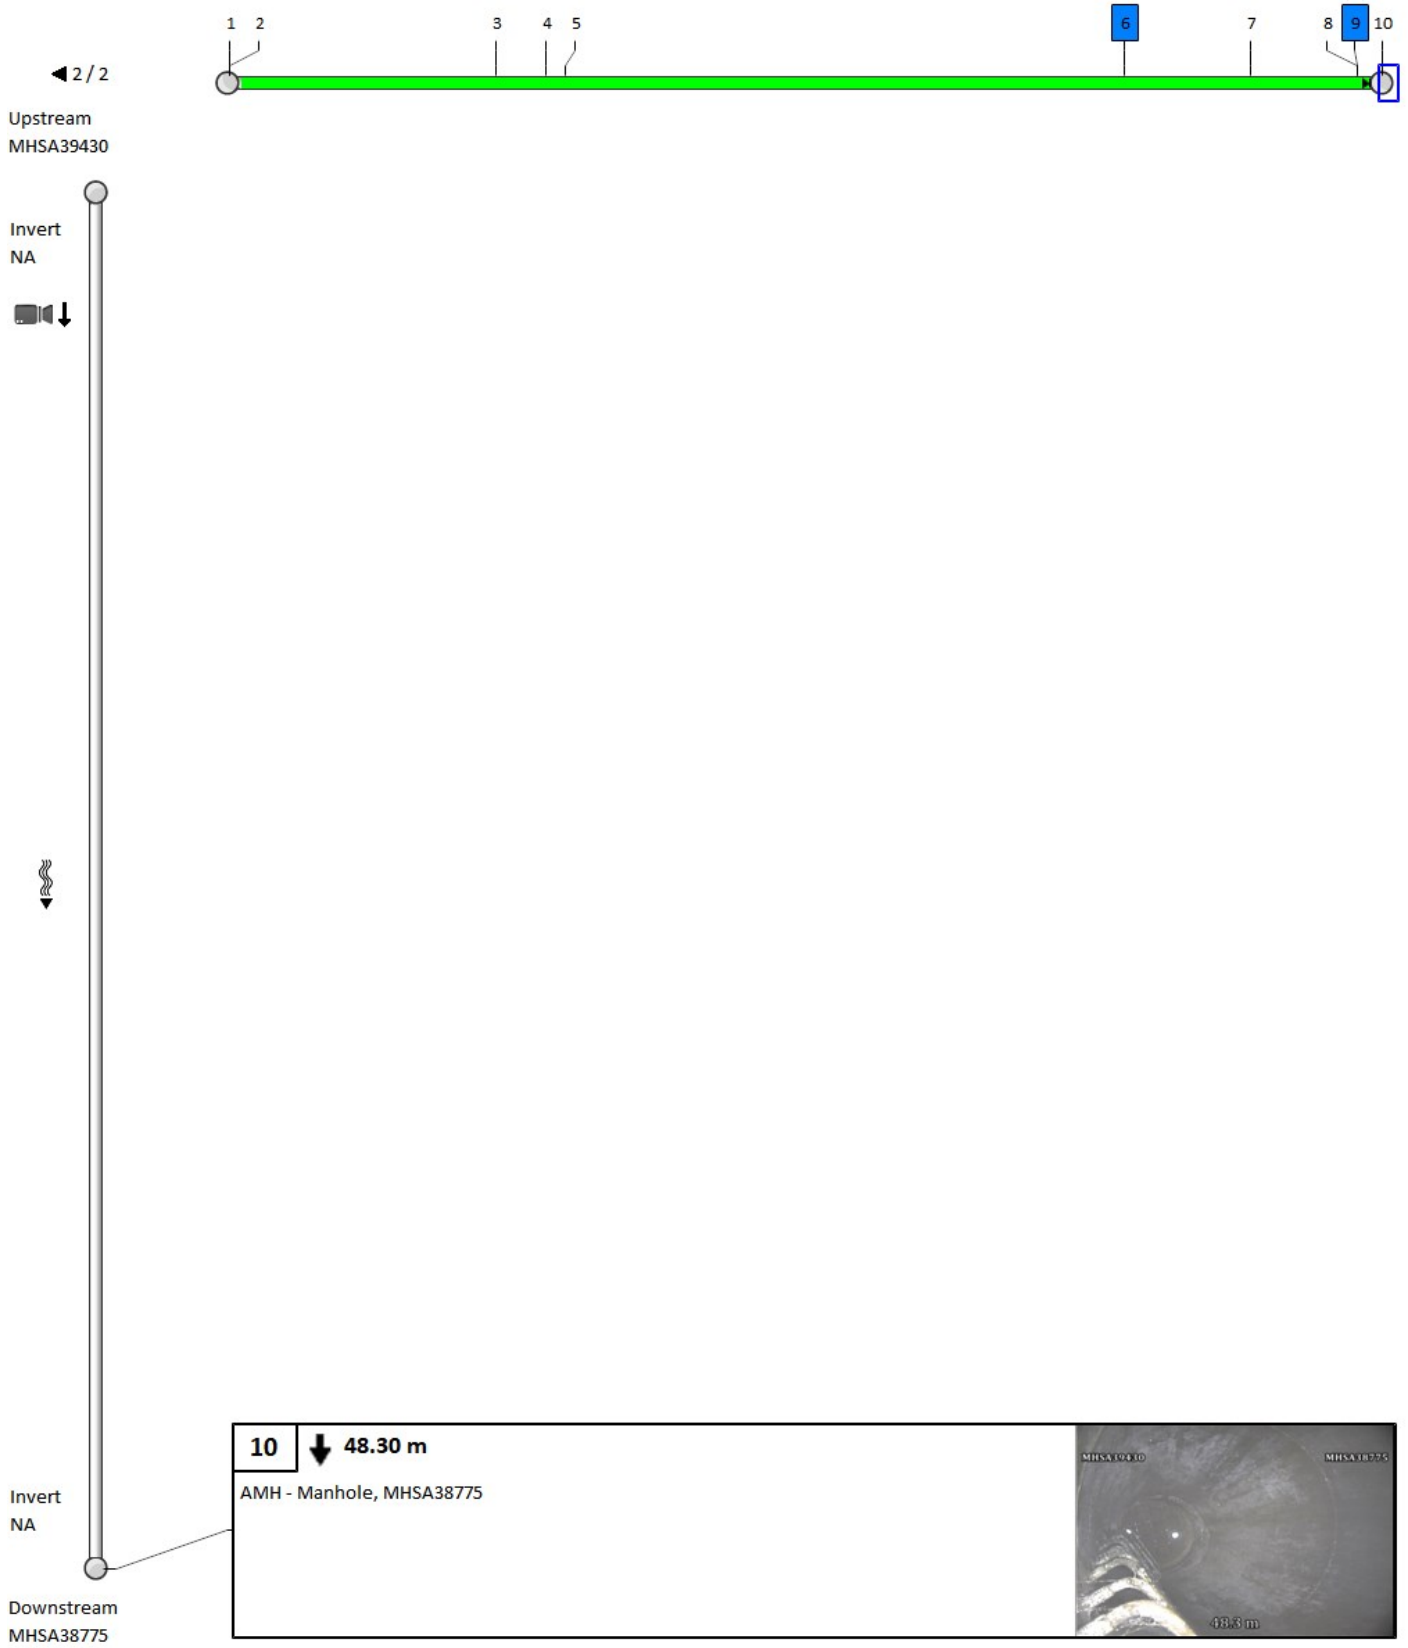 1 2 3 4 5 6 7 8 9 10
2 / 2
Upstream
MHSA39430
Invert
NA
10 48.30 m
AMH - Manhole, MHSA38775
MHSA39430 MHSA38775
48.3 m
Invert
NA
Downstream
MHSA38775